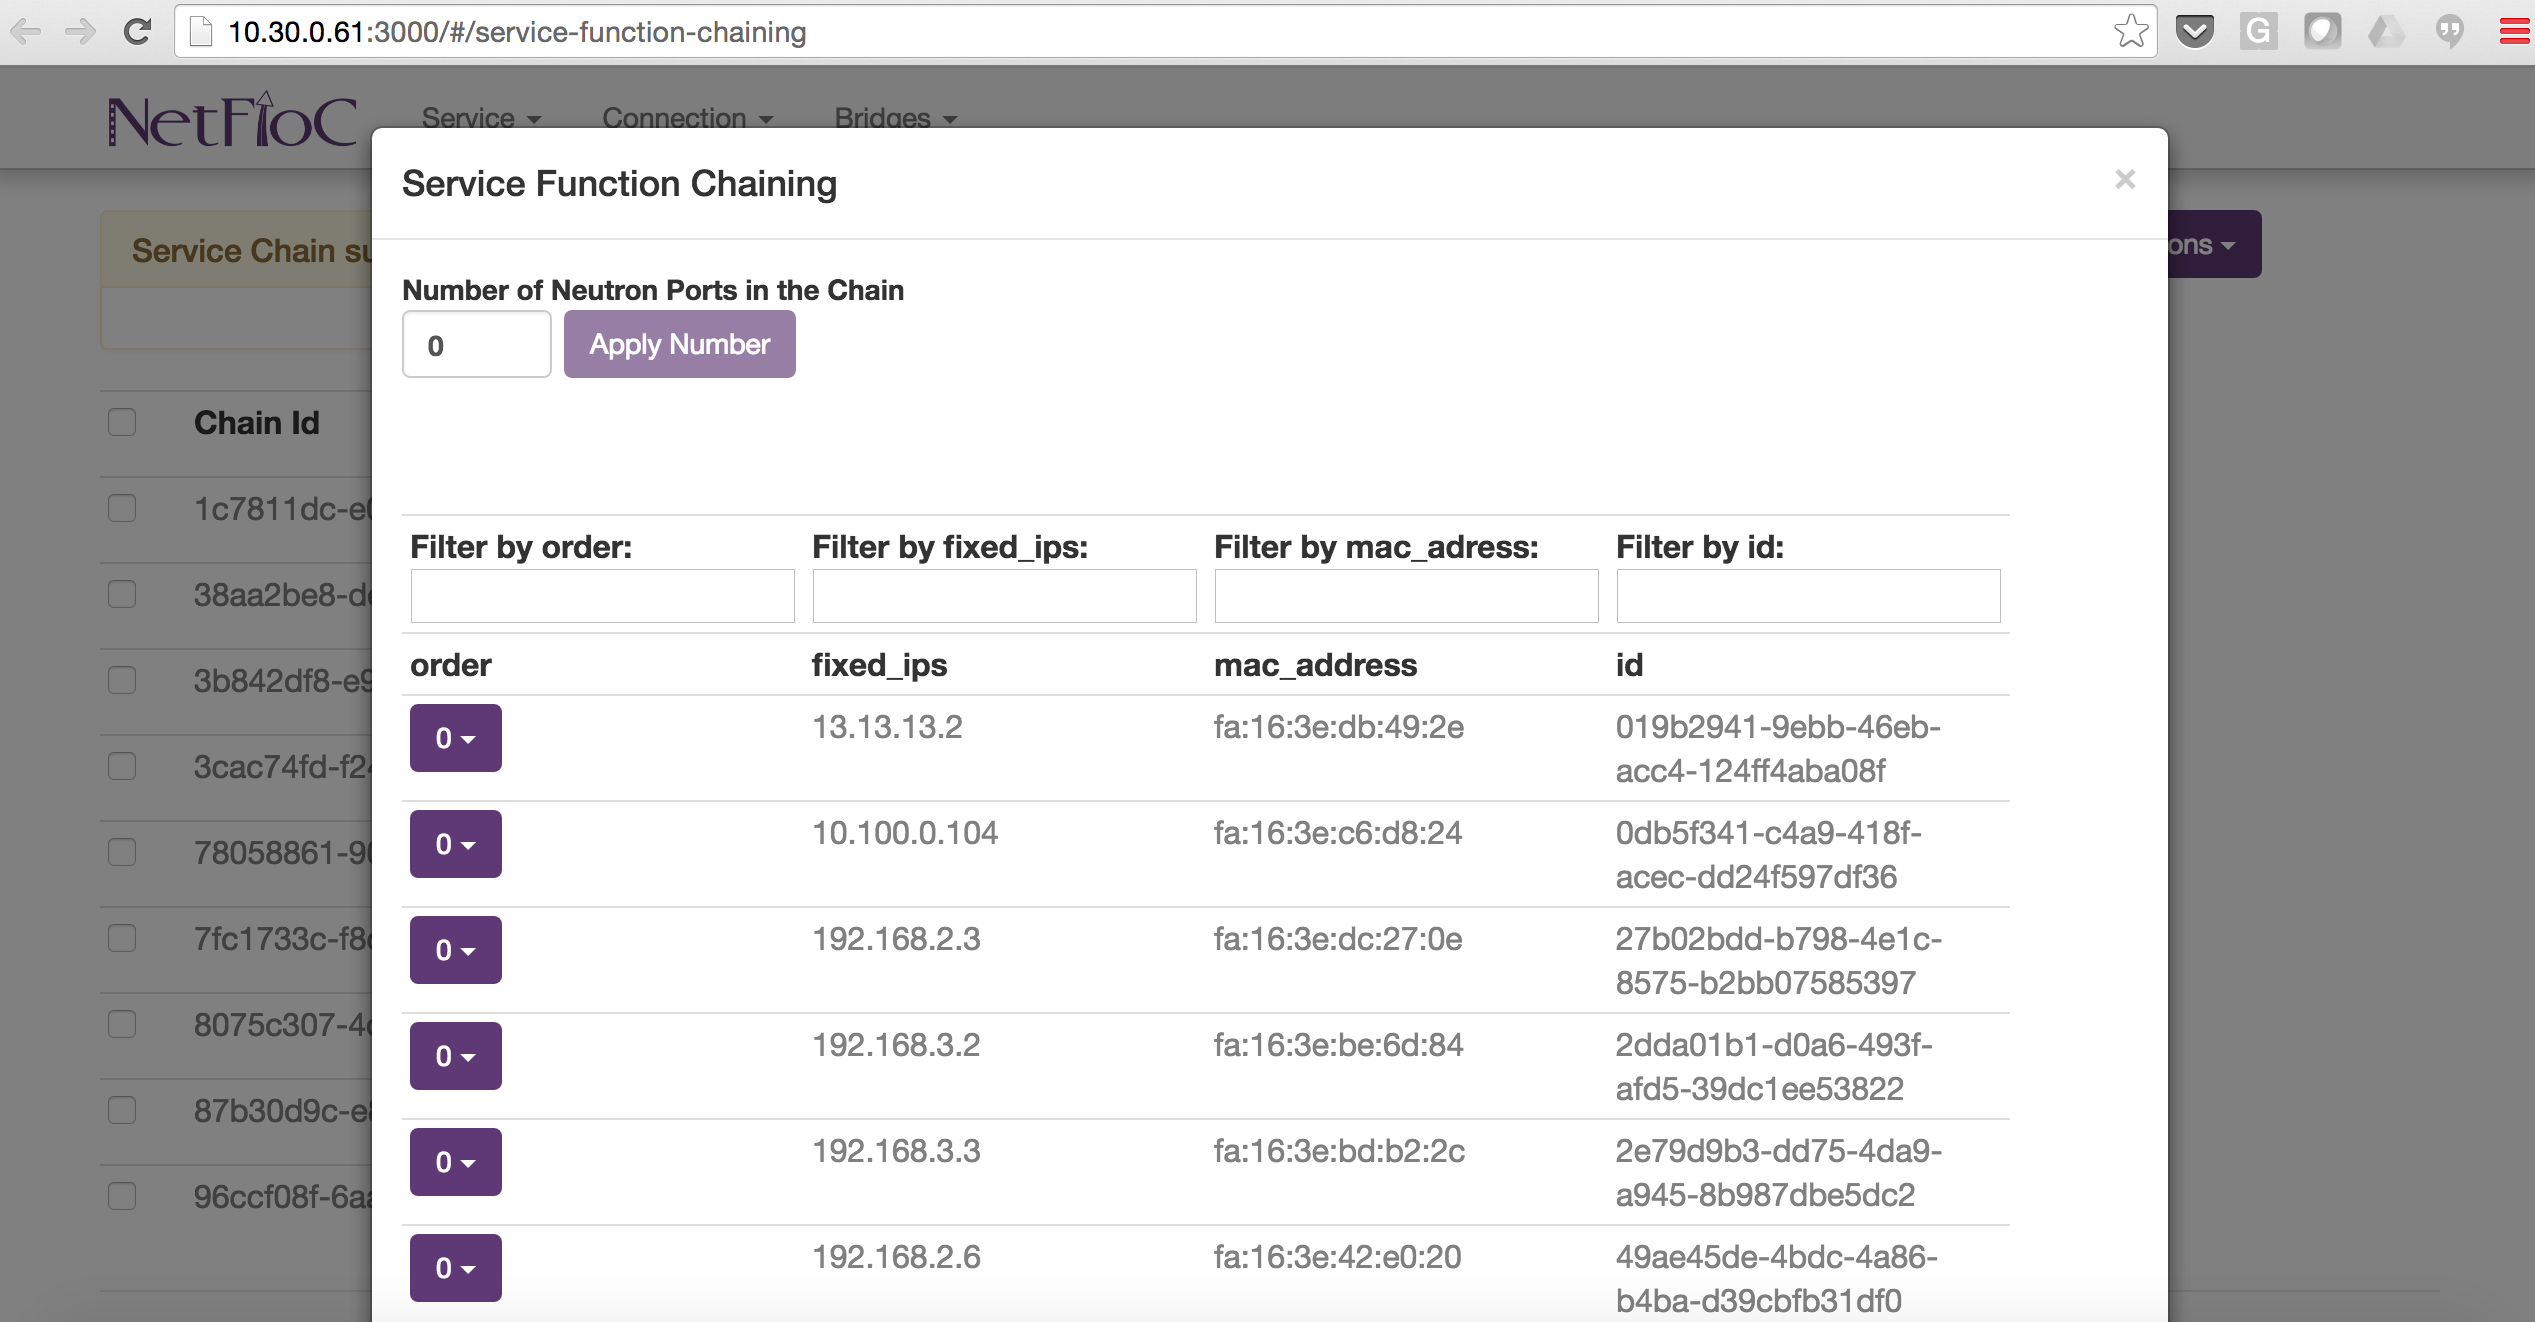 10.30.0.61:3000/#/service-function-chaining
NetFloC Service Connection Bridges
Service Function Chaining ×
Service Chain
ons
Number of Neutron Ports in the Chain
0 Apply Number
Chain Id
1c7811dc-e
38aa2be8-d
3b842df8-e9
3cac74fd-f24
78058861-9
7fc1733c-f8
8075c307-4
87b30d9c-e
96ccf08f-6a
Filter by order: Filter by fixed_ips: Filter by mac_adress: Filter by id:
order fixed_ips mac_address id
0 13.13.13.2 fa:16:3e:db:49:2e 019b2941-9ebb-46eb-
acc4-124ff4aba08f
0 10.100.0.104 fa:16:3e:c6:d8:24 0db5f341-c4a9-418f-
acec-dd24f597df36
0 192.168.2.3 fa:16:3e:dc:27:0e 27b02bdd-b798-4e1c-
8575-b2bb07585397
0 192.168.3.2 fa:16:3e:be:6d:84 2dda01b1-d0a6-493f-
afd5-39dc1ee53822
0 192.168.3.3 fa:16:3e:bd:b2:2c 2e79d9b3-dd75-4da9-
a945-8b987dbe5dc2
0 192.168.2.6 fa:16:3e:42:e0:20 49ae45de-4bdc-4a86-
b4ba-d39cbfb31df0